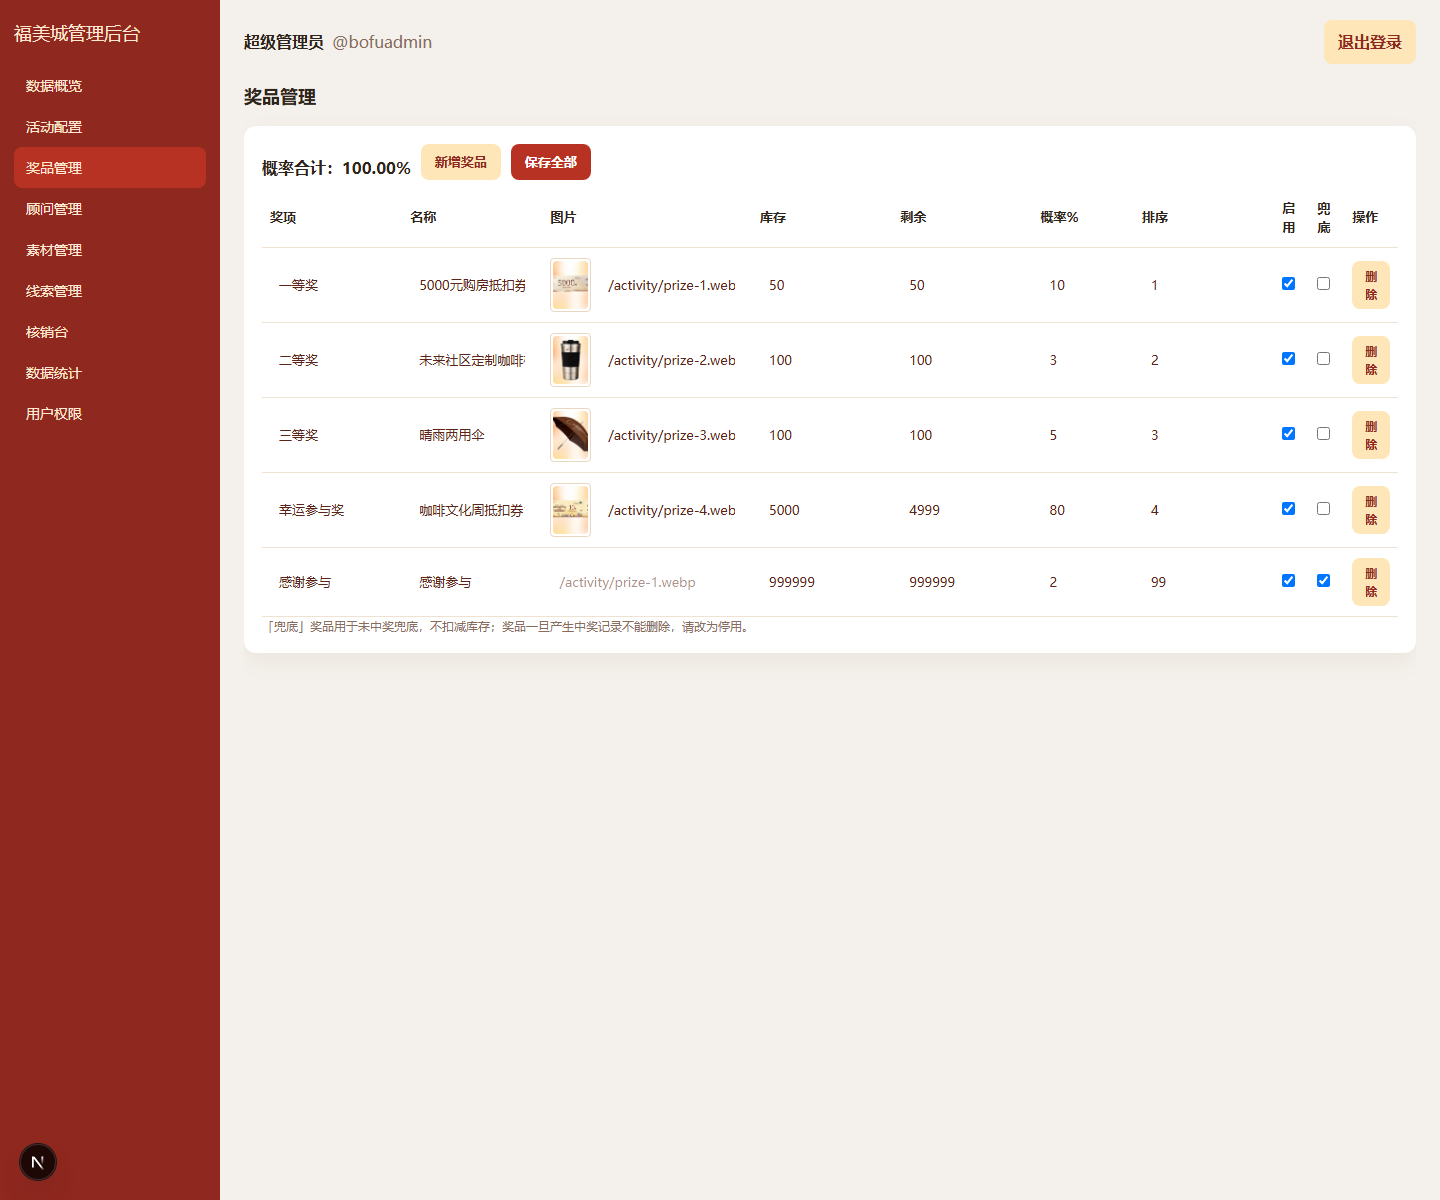 福美城管理后台
数据概览
活动配置
奖品管理
顾问管理
素材管理
线索管理
核销台
数据统计
用户权限
超级管理员 @bofuadmin
退出登录
奖品管理
概率合计：100.00% 新增奖品 保存全部
奖项 名称 图片 库存 剩余 概率% 排序 启用 兜底 操作
一等奖 5000元购房抵扣券 /activity/prize-1.web 50 50 10 1 删除
二等奖 未来社区定制咖啡 /activity/prize-2.web 100 100 3 2 删除
三等奖 晴雨两用伞 /activity/prize-3.web 100 100 5 3 删除
幸运参与奖 咖啡文化周抵扣券 /activity/prize-4.web 5000 4999 80 4 删除
感谢参与 感谢参与 /activity/prize-1.webp 999999 999999 2 99 删除
「兜底」奖品用于未中奖兜底，不扣减库存；奖品一旦产生中奖记录不能删除，请改为停用。
N